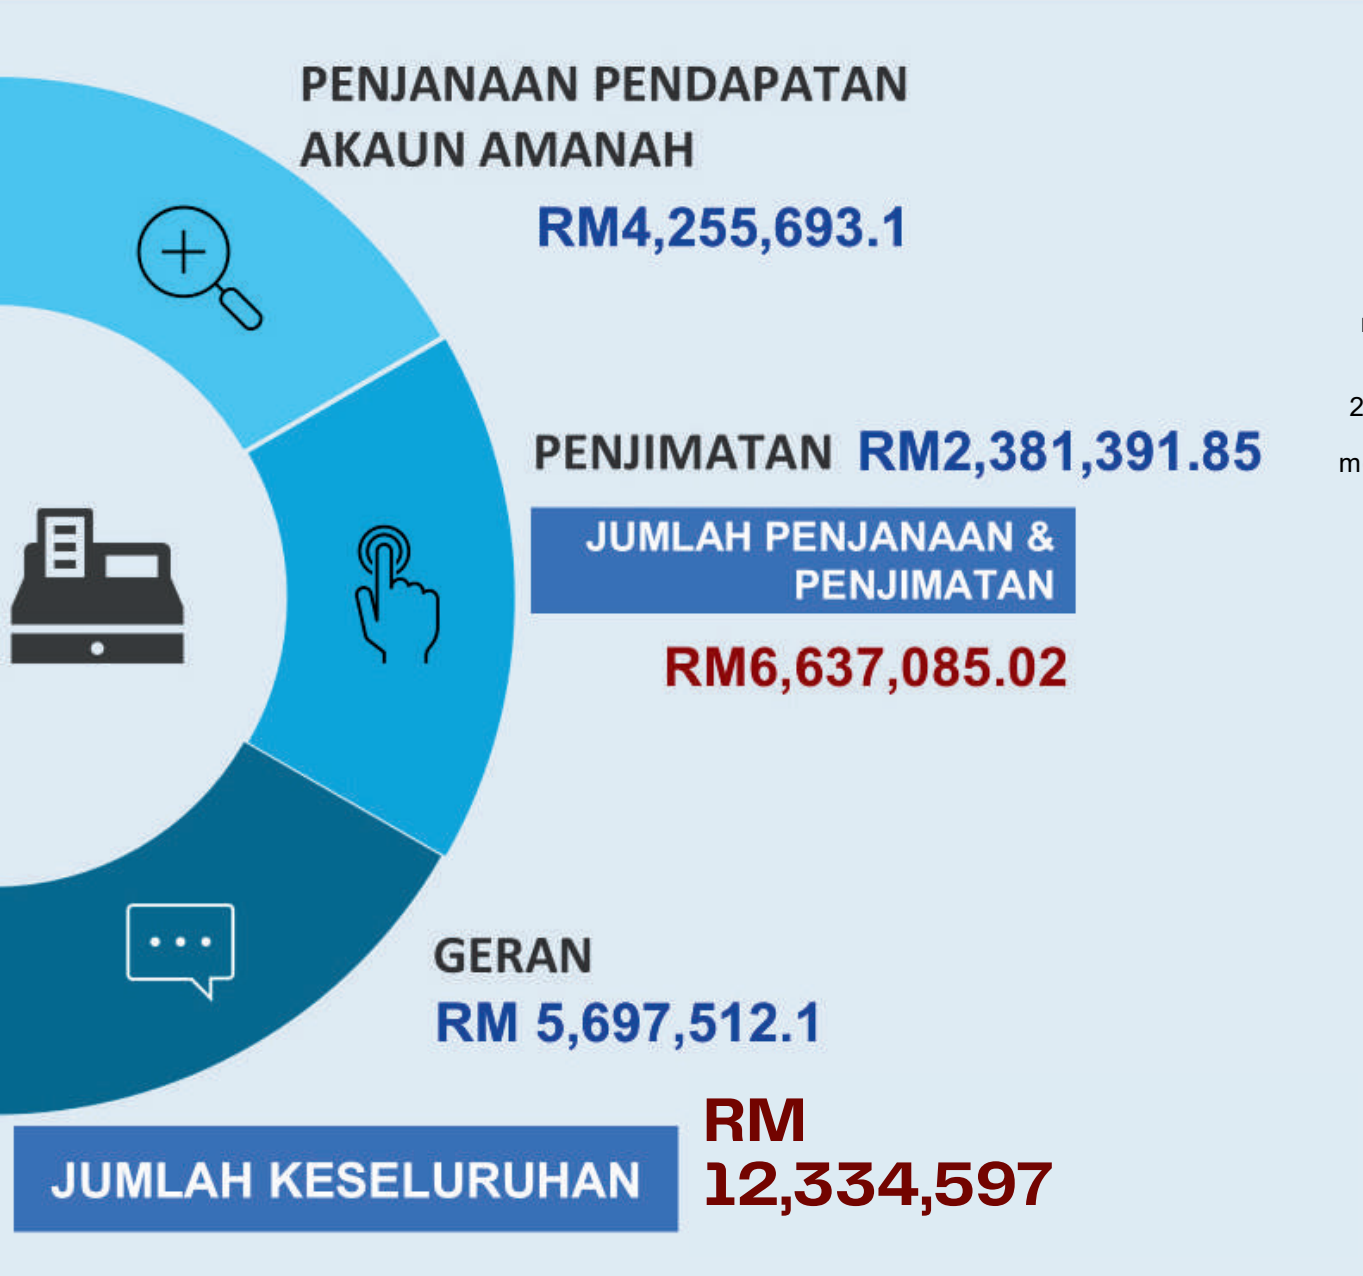 PENJANAAN PENDAPATAN
AKAUN AMANAH
RM4,255,693.1
PENJIMATAN RM2,381,391.85
JUMLAH PENJANAAN &
PENJIMATAN
RM6,637,085.02
GERAN
RM 5,697,512.1
JUMLAH KESELURUHAN
RM
12,334,597
2
m